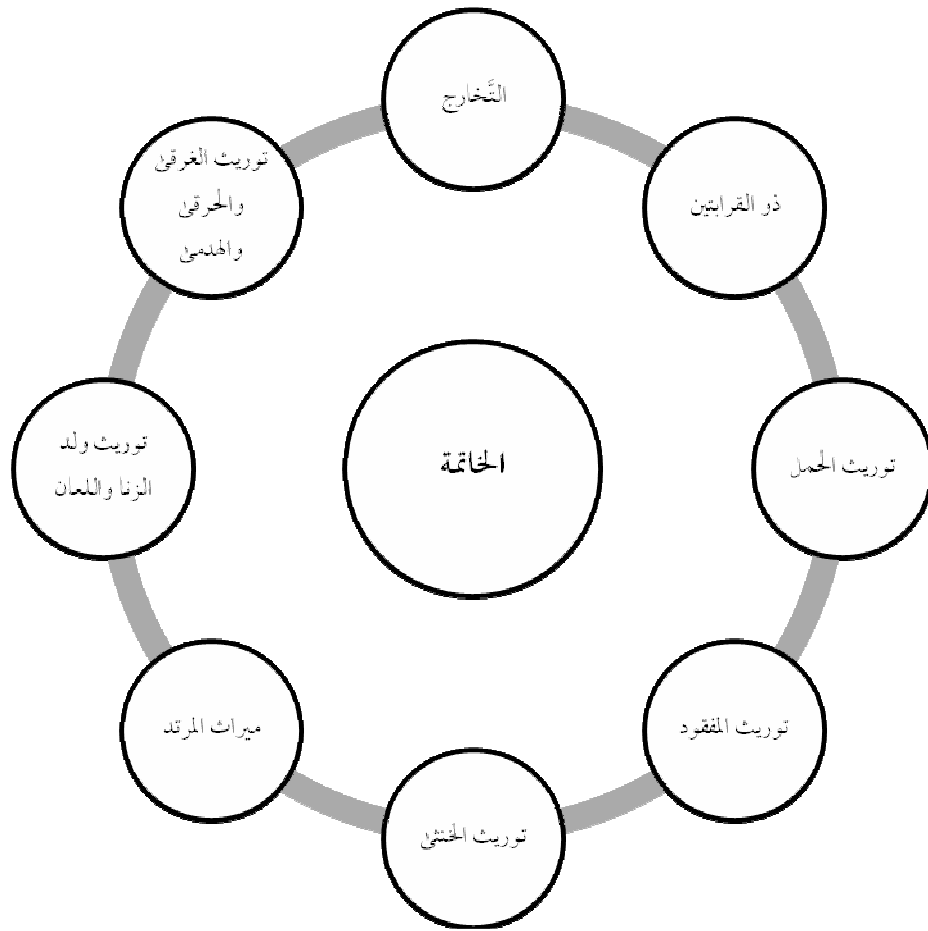 التَّخارج
ذو القرابتين
توريث الحمل
توريث المفقود
توريث الخنثىٰ
ميراث المرتد
توريث ولد
الزنا واللعان
توريث الغرقىٰ
والحرقىٰ
والهدمىٰ
الخاتمة